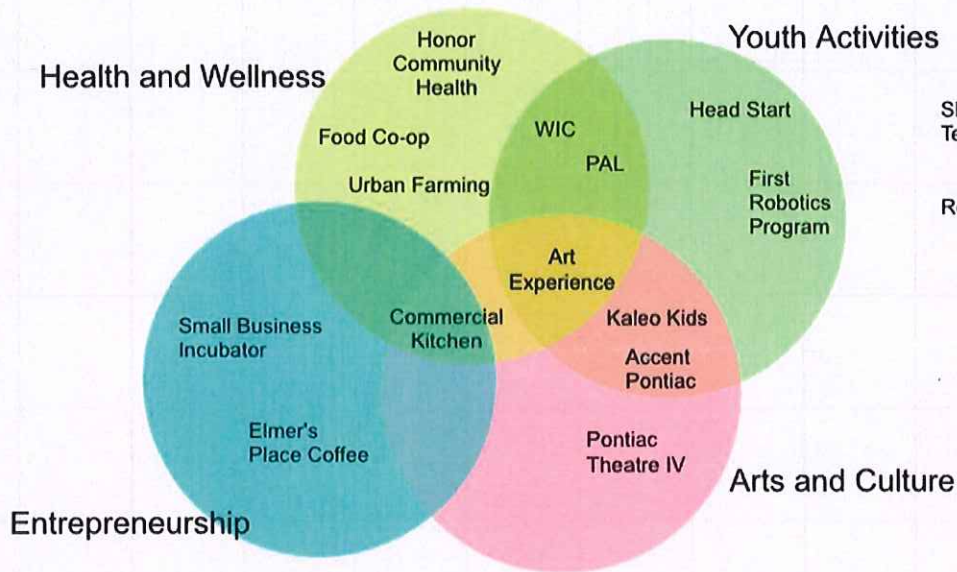 Youth Activities
Health and Wellness
Honor
Community
Health
Food Co-op
Urban Farming
WIC
PAL
Head Start
First
Robotics
Program
Art
Experience
Commercial
Kitchen
Kaleo Kids
Accent
Pontiac
Small Business
Incubator
Elmer's
Place Coffee
Pontiac
Theatre IV
Arts and Culture
Entrepreneurship